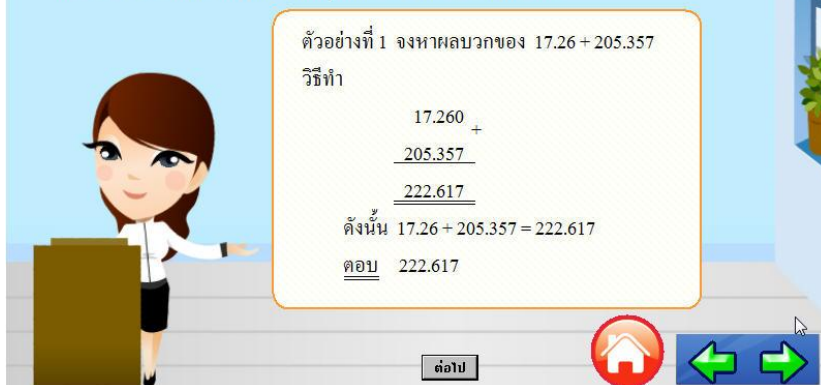 ตัวอย่างที่ 1 จงหาผลบวกของ 17.26 + 205.357
วิธีทำ
17.260
+
205.357
222.617
ดังนั้น 17.26 + 205.357 = 222.617
ตอบ 222.617
ต่อไป